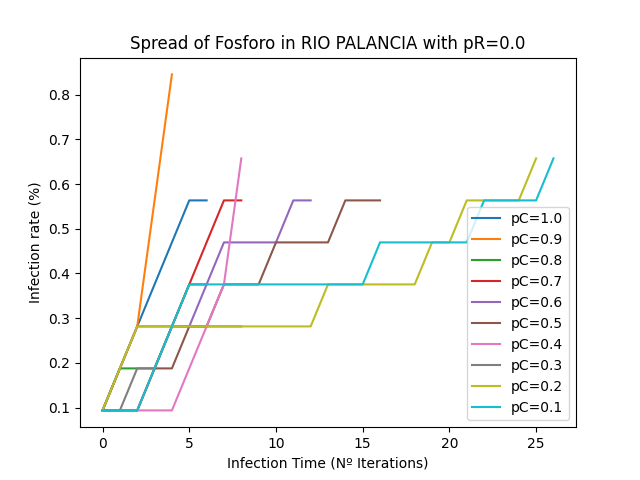 Spread of Fosforo in RIO PALANCIA with pR=0.0
Infection rate (%)
0.8
0.7
0.6
0.5
0.4
0.3
0.2
0.1
0
5
10
15
20
25
Infection Time (Nº Iterations)
pC=1.0
pC=0.9
pC=0.8
pC=0.7
pC=0.6
pC=0.5
pC=0.4
pC=0.3
pC=0.2
pC=0.1